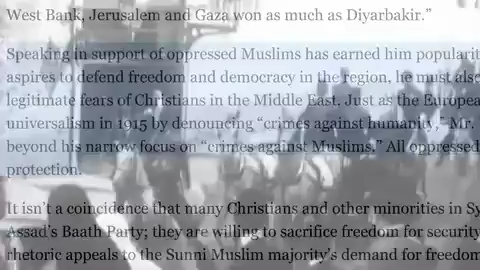 West Bank, Jerusalem and Gaza won as much as Diyarbakir.”
Speaking in support of oppressed Muslims has earned him popularit
aspires to defend freedom and democracy in the region, he must also
legitimate fears of Christians in the Middle East. Just as the Europea
universalism in 1915 by denouncing “crimes against humanity,” Mr.
beyond his narrow focus on “crimes against Muslims.” All oppressed
protection.
It isn’t a coincidence that many Christians and other minorities in Sy
Assad’s Baath Party; they are willing to sacrifice freedom for security
rhetoric appeals to the Sunni Muslim majority’s demand for freedom